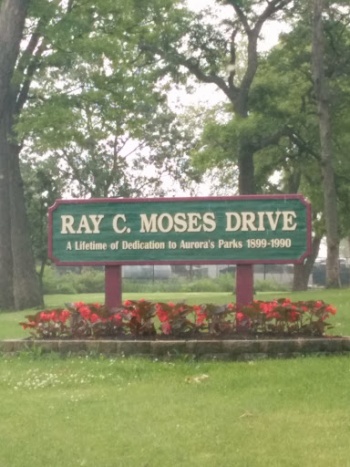 RAY C. MOSES DRIVE
A Lifetime of Dedication to Aurora's Parks 1899-1990